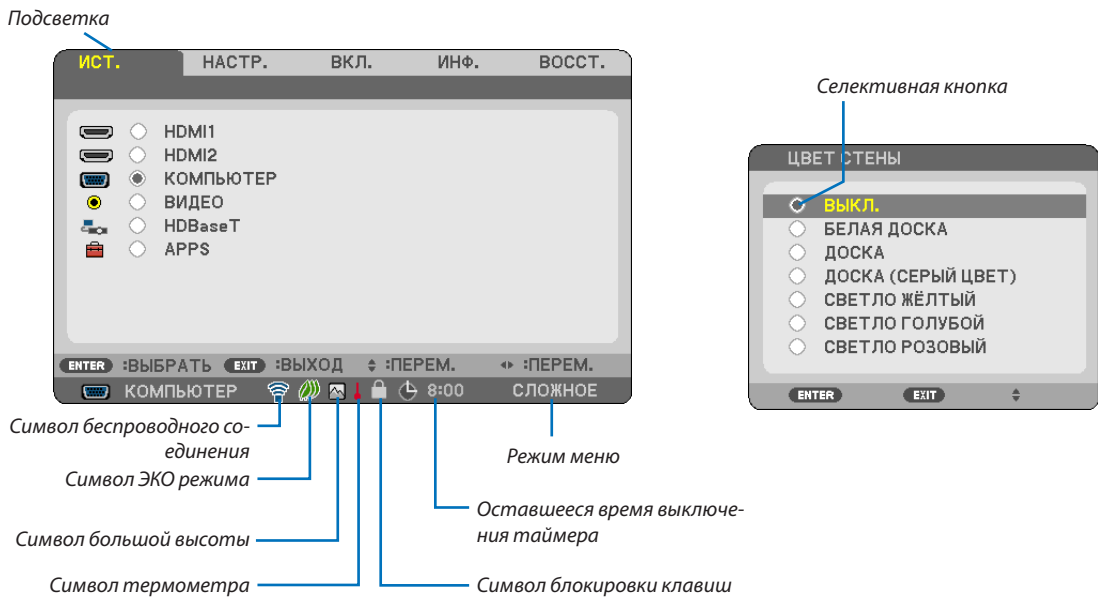 Подсветка
ИСТ. НАСТР. ВКЛ. ИНФ. ВОССТ.
HDMI1
HDMI2
КОМПЬЮТЕР
ВИДЕО
HDBaseT
APPS
ENTER :ВЫБРАТЬ EXIT :ВЫХОД :ПЕРЕМ. :ПЕРЕМ.
КОМПЬЮТЕР 8:00 СЛОЖНОЕ
Символ беспроводного со-
единения
Символ ЭКО режима
Символ большой высоты
Символ термометра
Режим меню
Оставшееся время выключе-
ния таймера
Символ блокировки клавиш
Селективная кнопка
ЦВЕТ СТЕНЫ
ВЫКЛ.
БЕЛАЯ ДОСКА
ДОСКА
ДОСКА (СЕРЫЙ ЦВЕТ)
СВЕТЛО ЖЁЛТЫЙ
СВЕТЛО ГОЛУБОЙ
СВЕТЛО РОЗОВЫЙ
ENTER EXIT